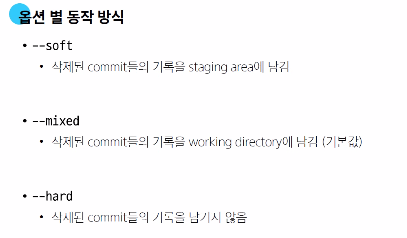 옵션 별 동작 방식
• --soft
• 삭제된 commit들의 기록을 staging area에 남김
• --mixed
• 삭제된 commit들의 기록을 working directory에 남김 (기본값)
• --hard
• 삭제된 commit들의 기록을 남기지 않음